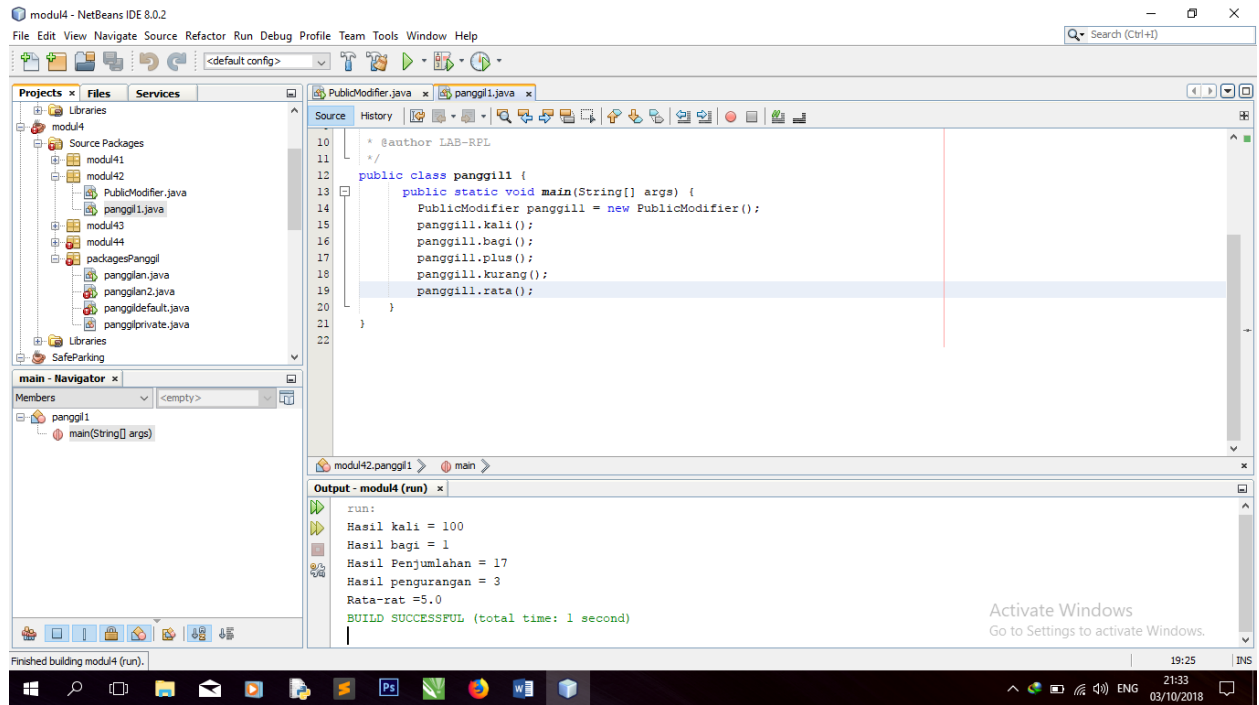 modul4 - NetBeans IDE 8.0.2
File Edit View Navigate Source Refactor Run Debug Profile Team Tools Window Help
Search (Ctrl+I)
<default config>
Projects Files Services
Libraries
modul4
Source Packages
modul41
modul42
PublicModifier.java
panggil1.java
modul43
modul44
packagesPanggil
panggilan.java
panggilan2.java
panggildefault.java
panggilprivate.java
Libraries
SafeParking
main - Navigator
Members <empty>
panggil1
main(String[] args)
PublicModifier.java panggil1.java
Source History
10 * @author LAB-RPL
11 */
12 public class panggil1 {
13 public static void main(String[] args) {
14 PublicModifier panggil1 = new PublicModifier();
15 panggil1.kali();
16 panggil1.bagi();
17 panggil1.plus();
18 panggil1.kurang();
19 panggil1.rata();
20 }
21 }
22
modul42.panggil1 main
Output - modul4 (run)
run:
Hasil kali = 100
Hasil bagi = 1
Hasil Penjumlahan = 17
Hasil pengurangan = 3
Rata-rat =5.0
BUILD SUCCESSFUL (total time: 1 second)
Activate Windows
Go to Settings to activate Windows.
Finished building modul4 (run).
19:25 INS
Ps
ENG
21:33
03/10/2018